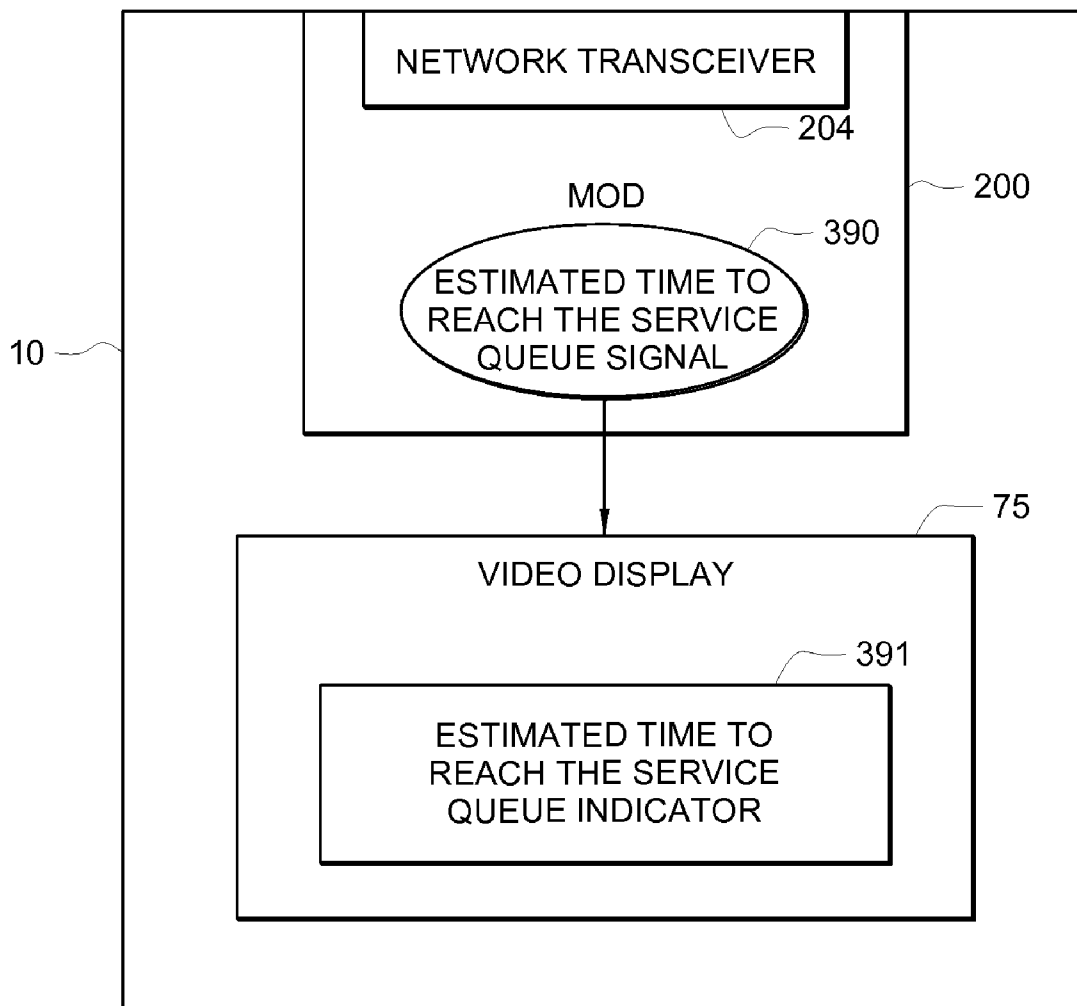 NETWORK TRANSCEIVER
204
200
MOD
390
ESTIMATED TIME TO
REACH THE SERVICE
QUEUE SIGNAL
10
75
VIDEO DISPLAY
391
ESTIMATED TIME TO
REACH THE SERVICE
QUEUE INDICATOR